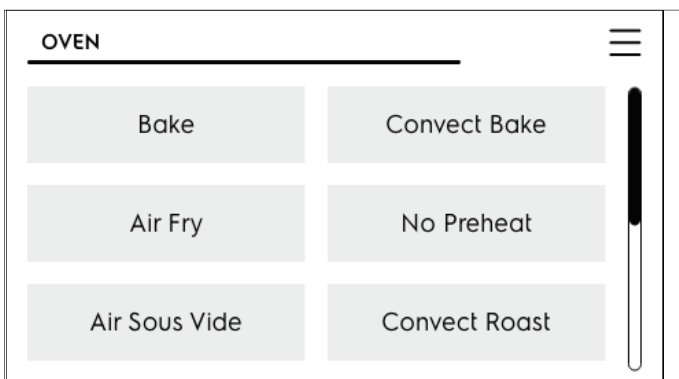 OVEN
Bake
Convect Bake
Air Fry
No Preheat
Air Sous Vide
Convect Roast